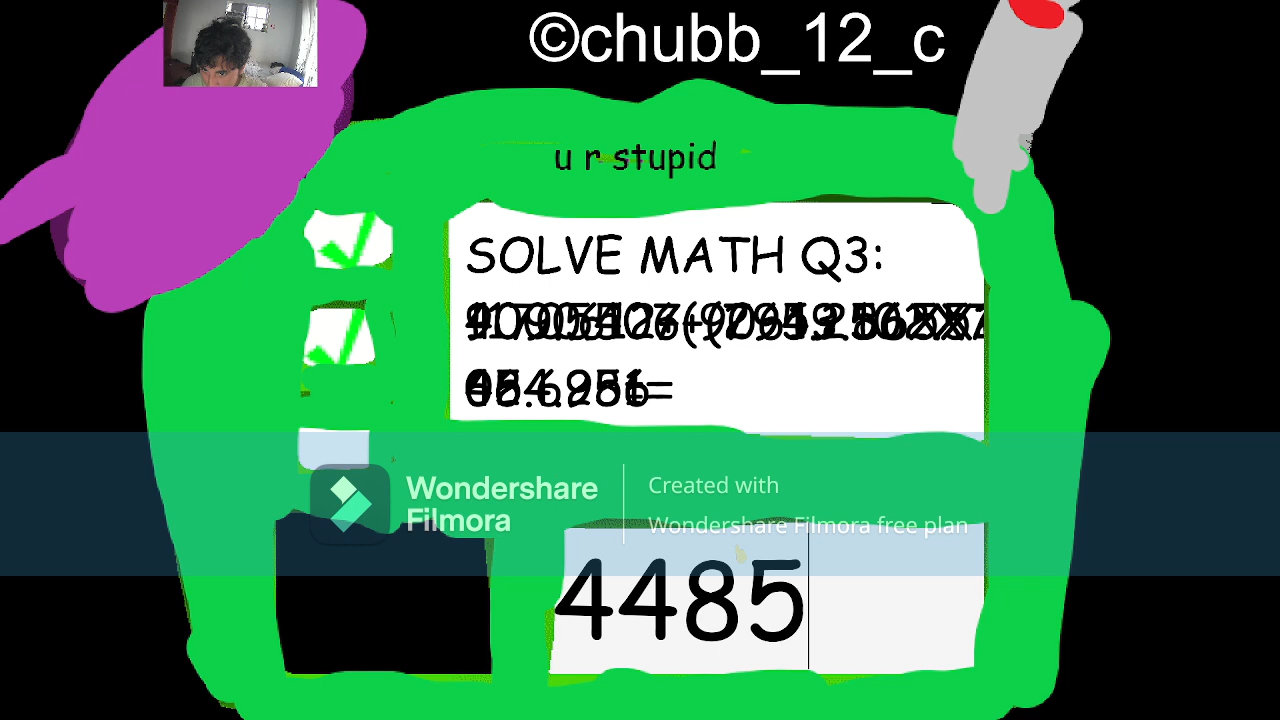 ©chubb_12_c
u r stupid
SOLVE MATH Q3:
Wondershare
Filmora
Created with
Wondershare Filmora free plan
4485